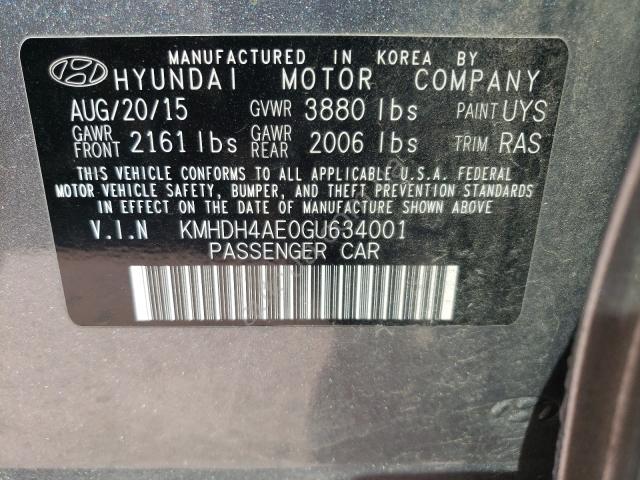 MANUFACTURED IN KOREA BY
HYUNDAI MOTOR COMPANY
AUG/20/15 GVWR 3880 lbs PAINT UYS
GAWR FRONT 2161 lbs GAWR REAR 2006 lbs TRIM RAS
THIS VEHICLE CONFORMS TO ALL APPLICABLE U.S.A. FEDERAL
MOTOR VEHICLE SAFETY, BUMPER, AND THEFT PREVENTION STANDARDS
IN EFFECT ON THE DATE OF MANUFACTURE SHOWN ABOVE.
V.I.N KMHDH4AE0GU634001
PASSENGER CAR